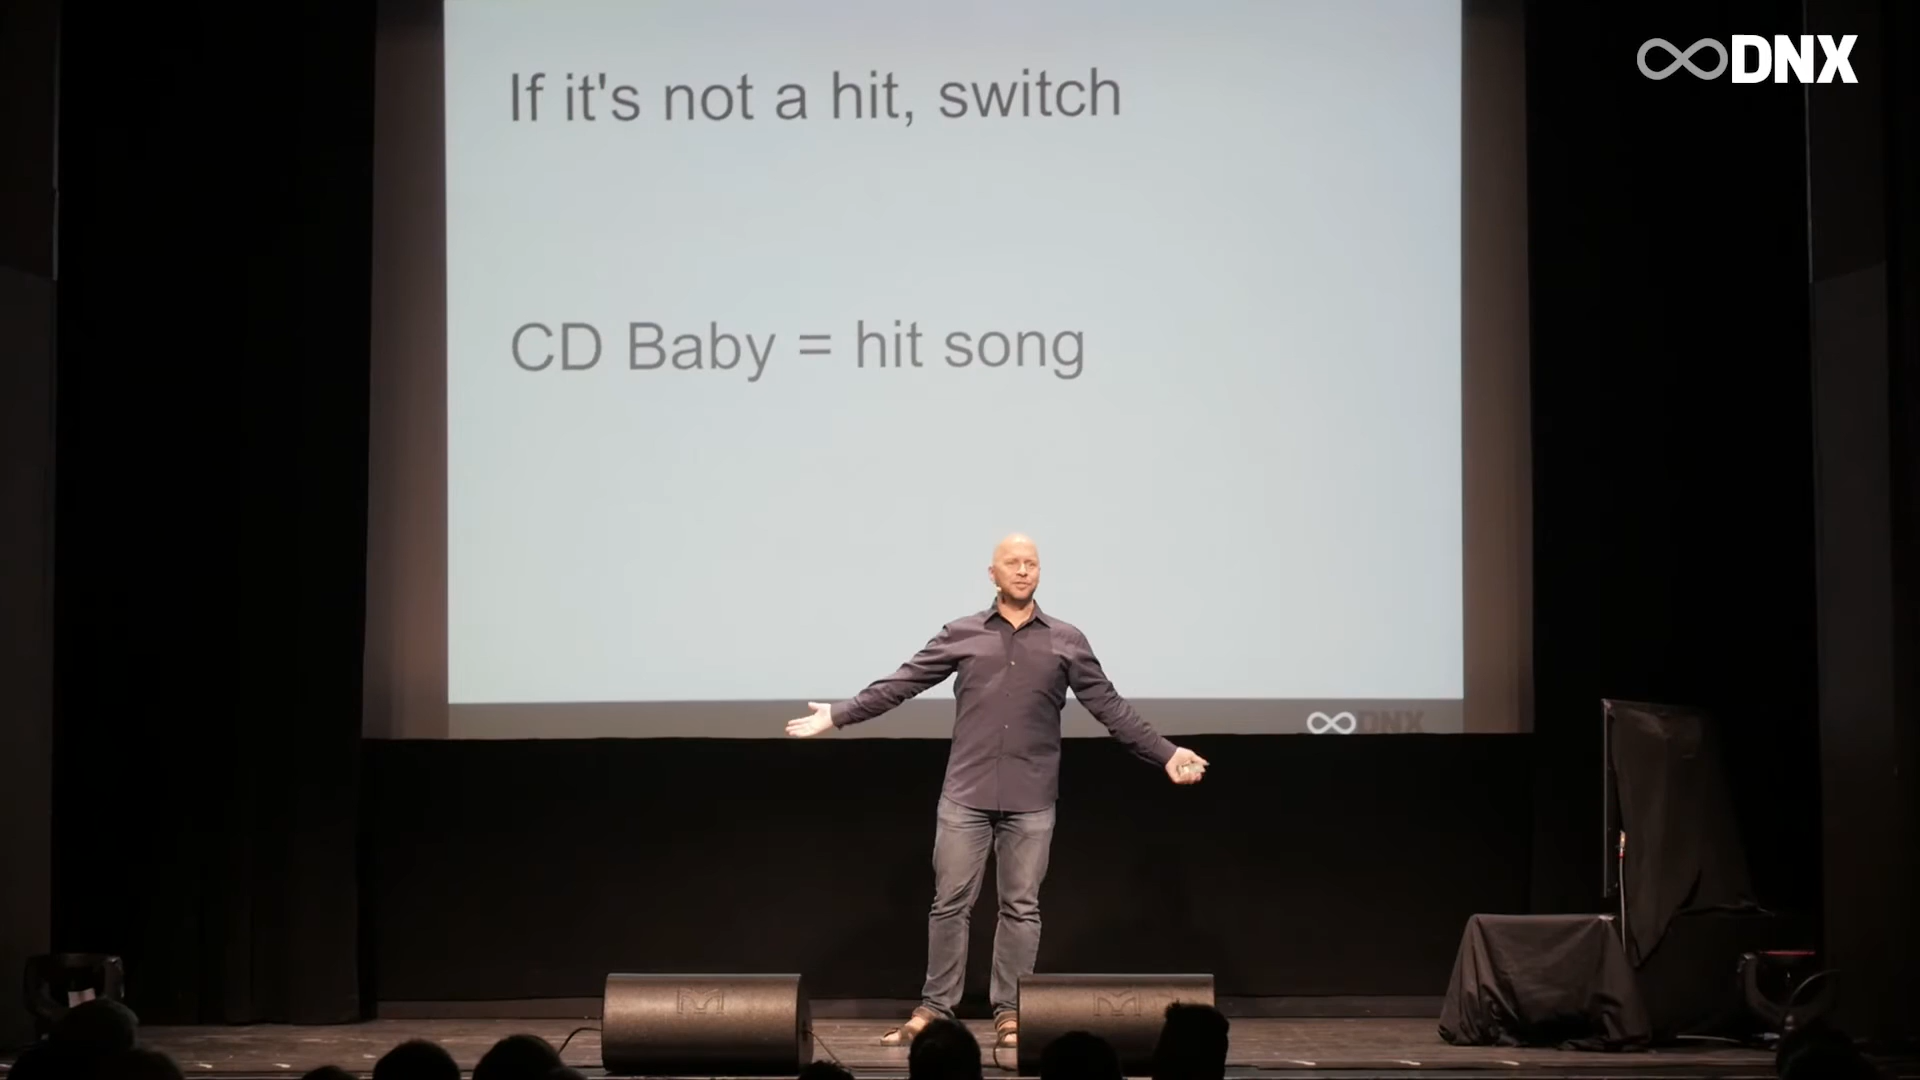 DNX
If it's not a hit, switch
CD Baby = hit song
DNX